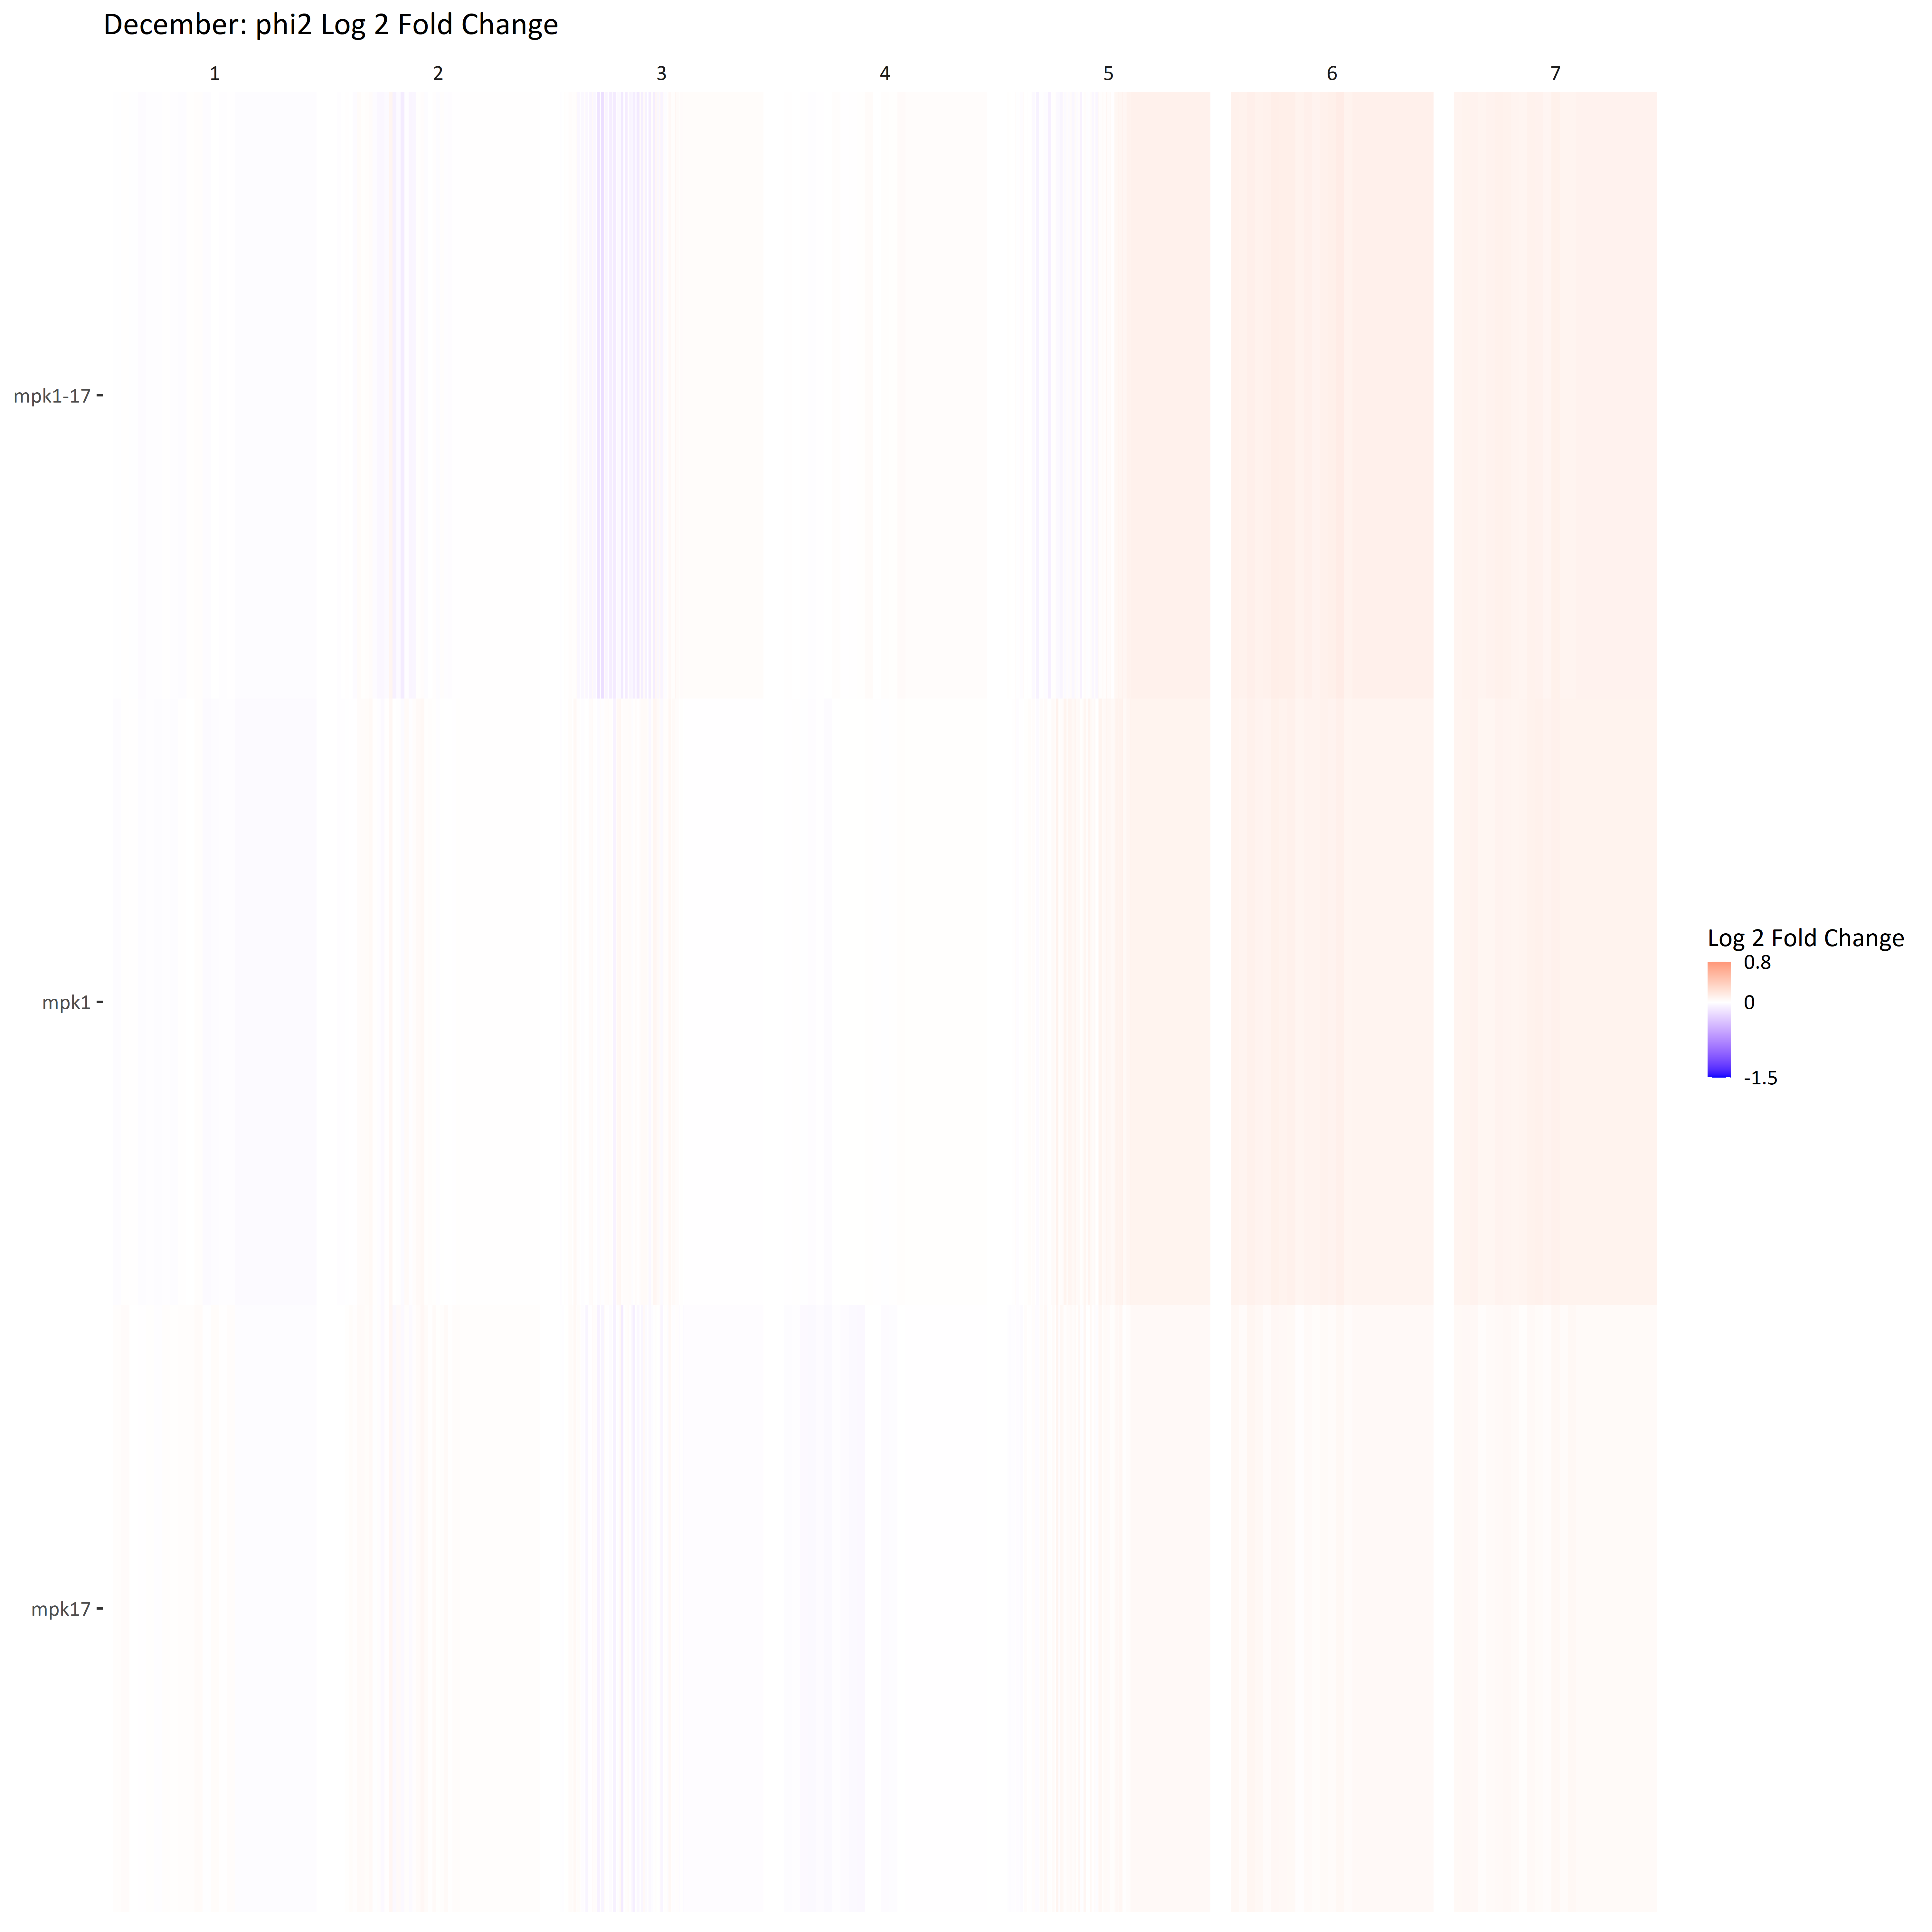 December: phi2 Log 2 Fold Change
1 2 3 4 5 6 7
mpk1-17
mpk1
mpk17
Log 2 Fold Change
0.8
0
-1.5